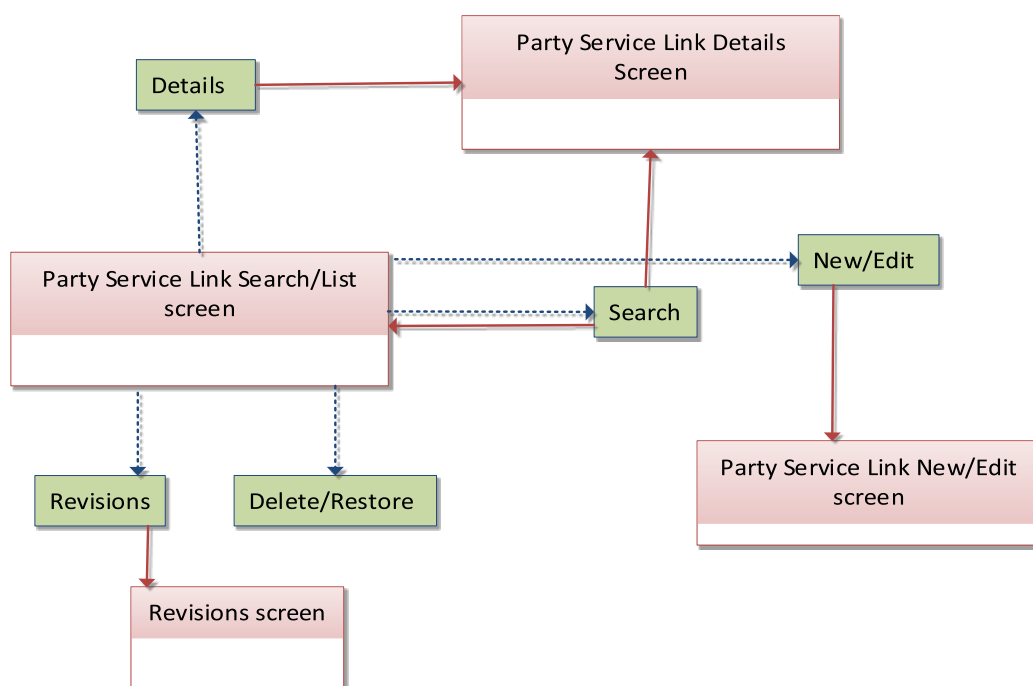 Party Service Link Details
Screen
Details
New/Edit
Party Service Link Search/List
screen
Search
Party Service Link New/Edit
screen
Revisions
Delete/Restore
Revisions screen